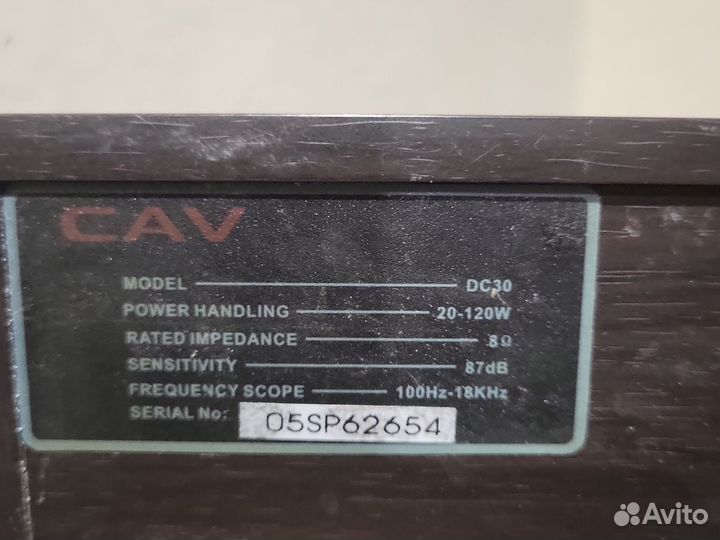 CAV
MODEL DC30
POWER HANDLING 20-120W
RATED IMPEDANCE 8Ω
SENSITIVITY 87dB
FREQUENCY SCOPE 100Hz-18KHz
SERIAL No: 05SP62654
Avito